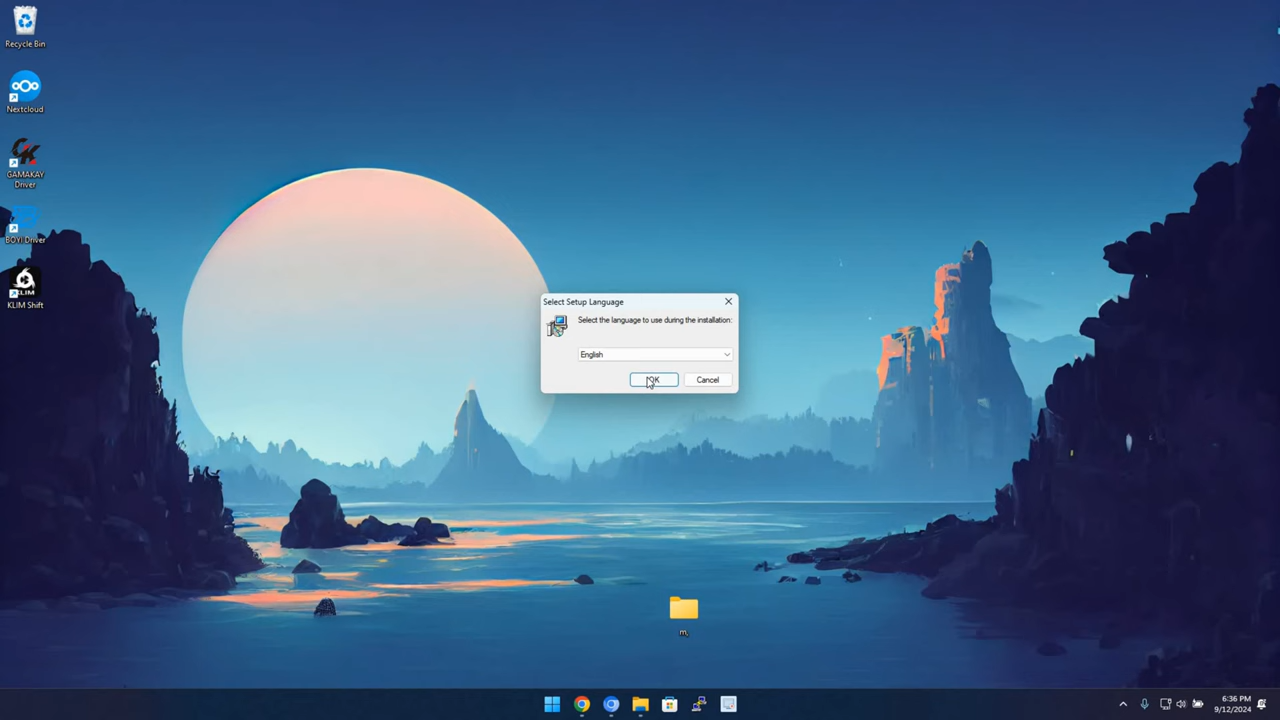 Recycle Bin
Nextcloud
GAMAKAY
Driver
BOYI Driver
KLIM
KLIM Shift
Select Setup Language
Select the language to use during the installation:
English
OK
Cancel
m,
6:36 PM
9/12/2024